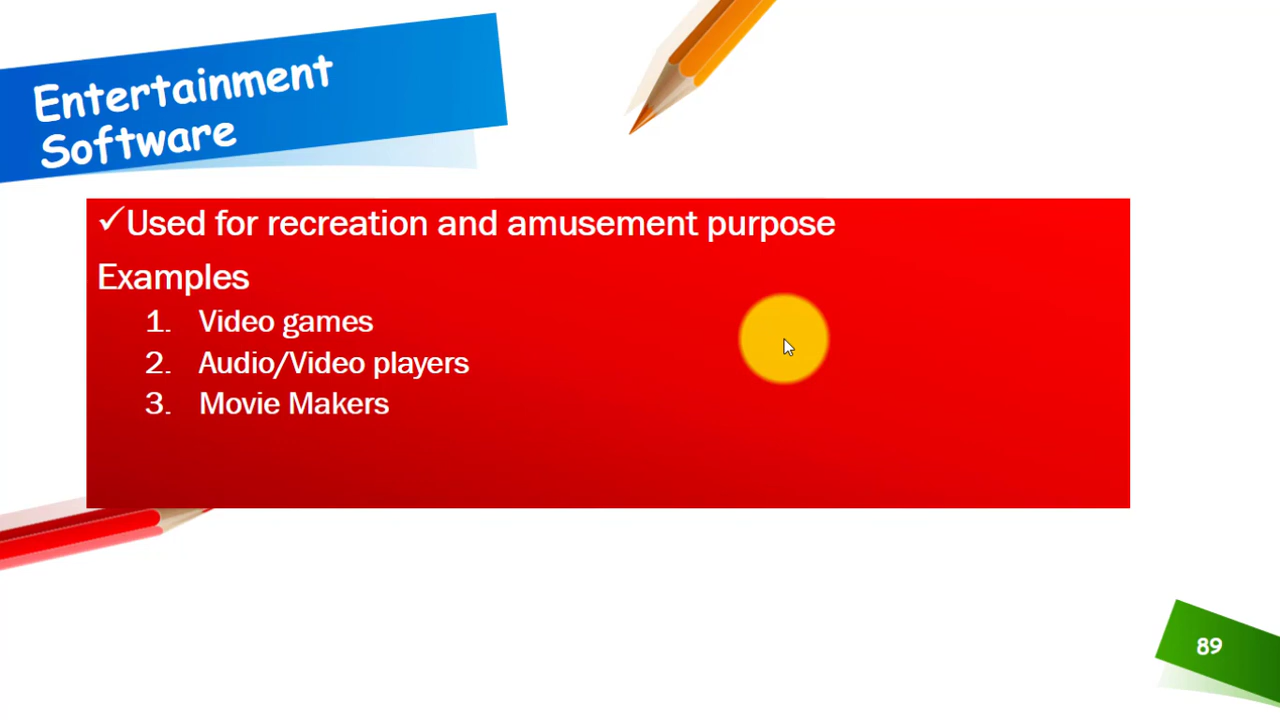 Entertainment
Software
✓Used for recreation and amusement purpose
Examples
1. Video games
2. Audio/Video players
3. Movie Makers
89